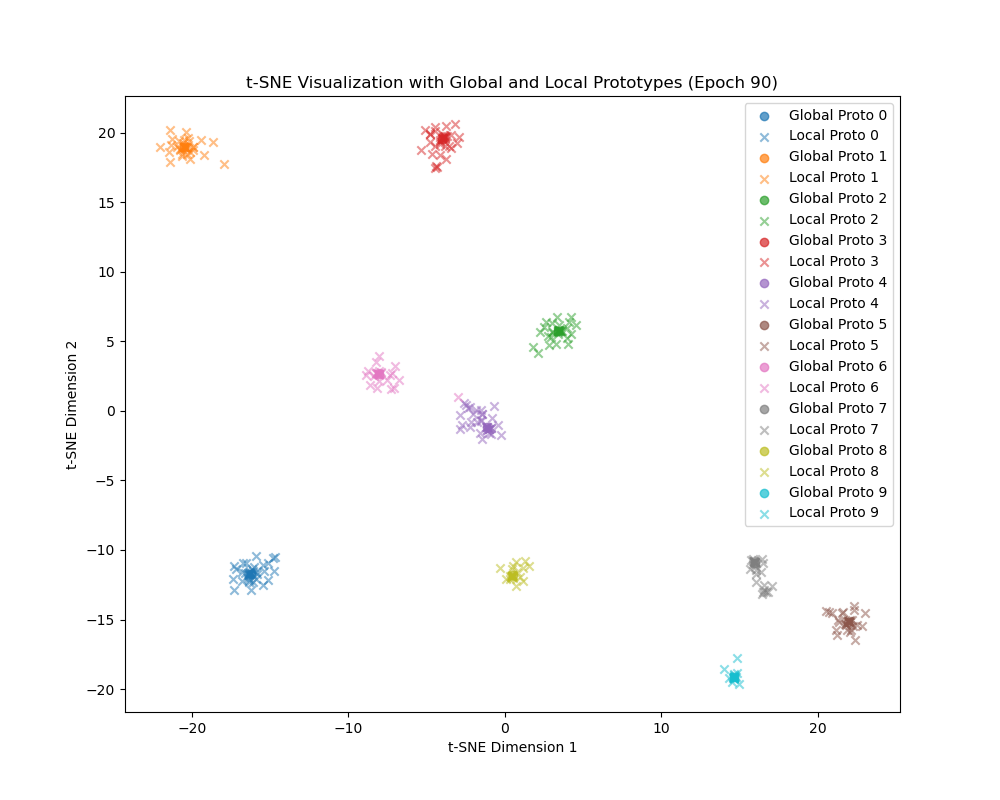 t-SNE Visualization with Global and Local Prototypes (Epoch 90)
Global Proto 0
Local Proto 0
Global Proto 1
Local Proto 1
Global Proto 2
Local Proto 2
Global Proto 3
Local Proto 3
Global Proto 4
Local Proto 4
Global Proto 5
Local Proto 5
Global Proto 6
Local Proto 6
Global Proto 7
Local Proto 7
Global Proto 8
Local Proto 8
Global Proto 9
Local Proto 9
t-SNE Dimension 2
20
15
10
5
0
−5
−10
−15
−20
−20
−10
0
10
20
t-SNE Dimension 1